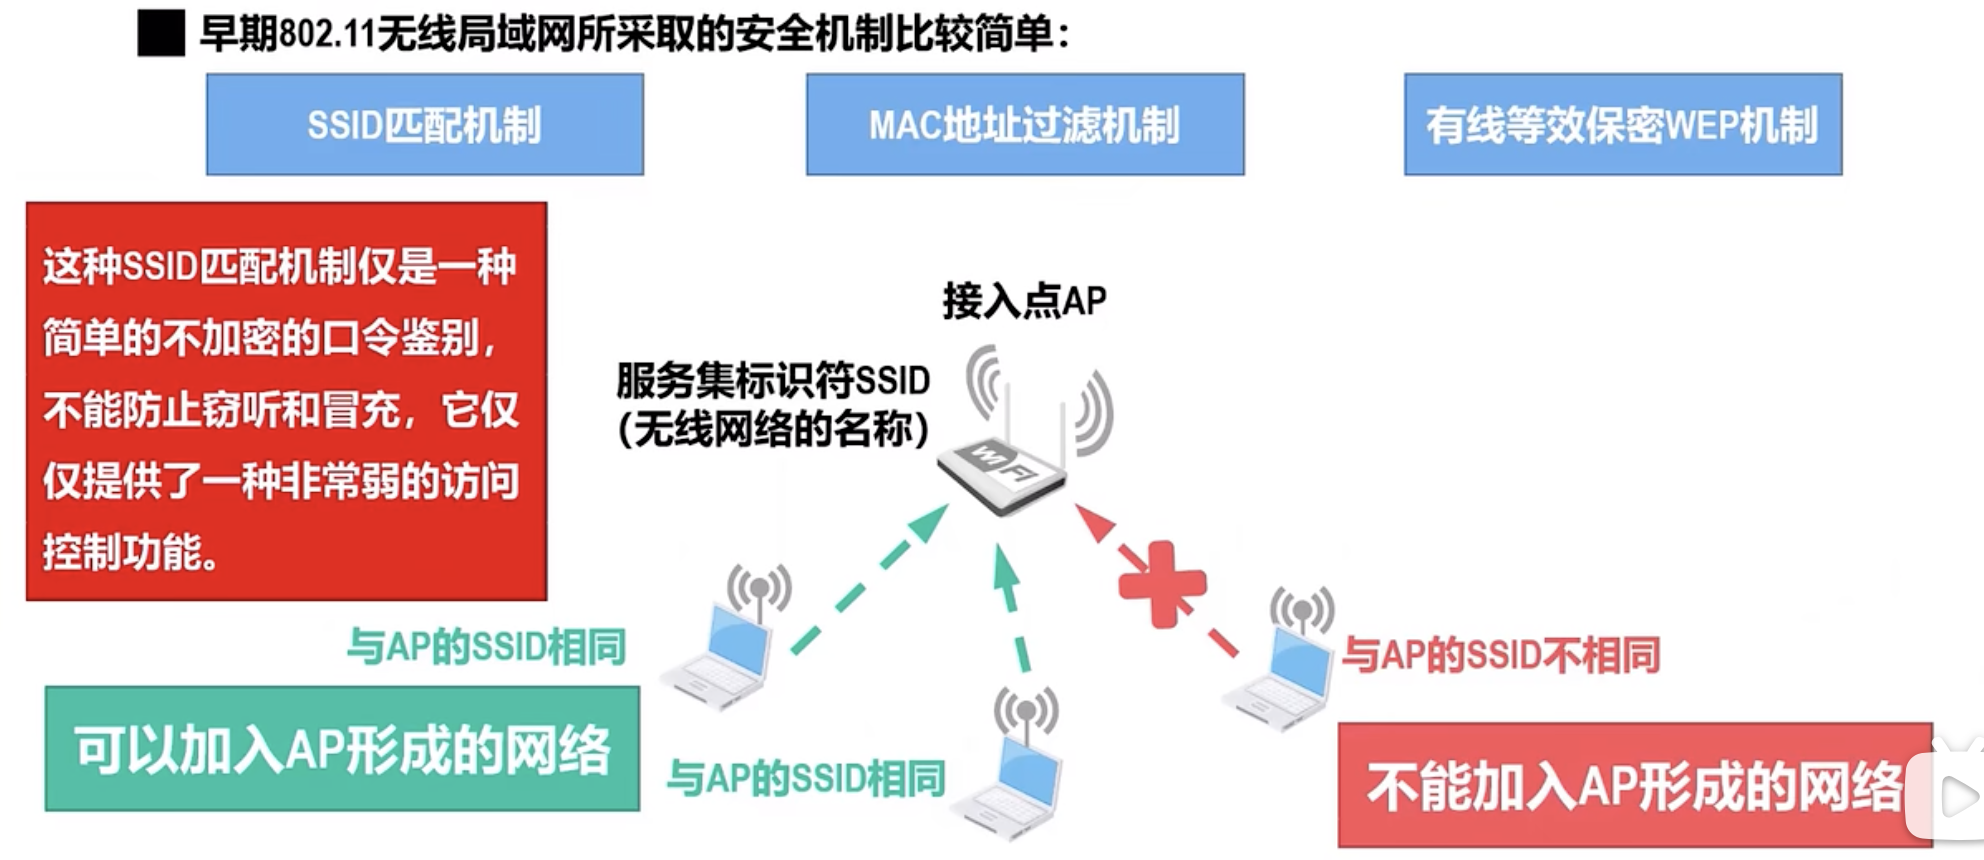 早期802.11无线局域网所采取的安全机制比较简单：
SSID匹配机制
MAC地址过滤机制
有线等效保密WEP机制
这种SSID匹配机制仅是一种
简单的不加密的口令鉴别，
不能防止窃听和冒充，它仅
仅提供了一种非常弱的访问
控制功能。
接入点AP
服务集标识符SSID
（无线网络的名称）
WiFi
与AP的SSID相同
可以加入AP形成的网络
与AP的SSID相同
与AP的SSID不相同
不能加入AP形成的网络